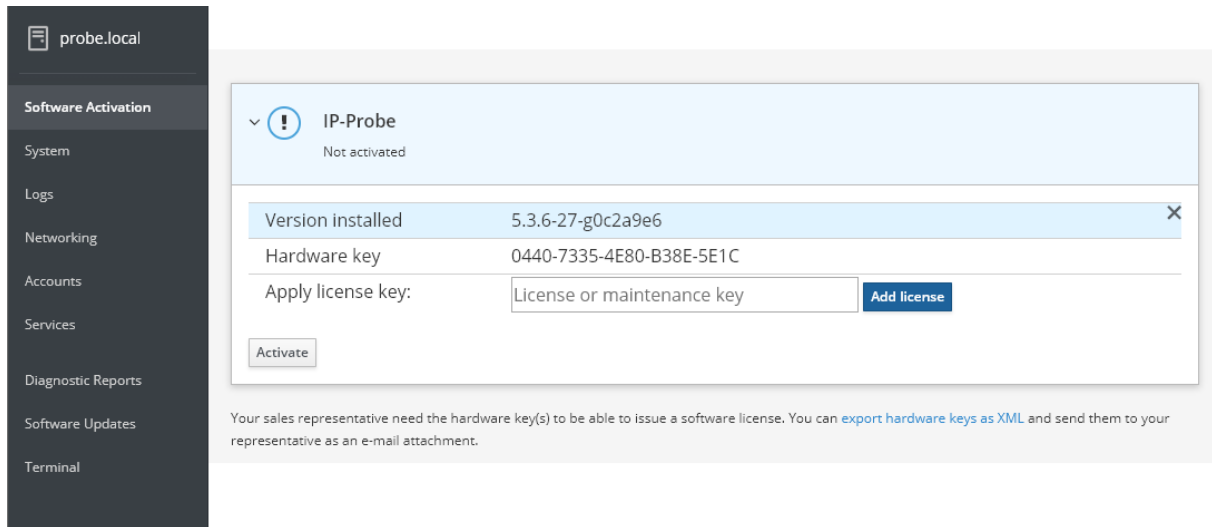 probe.local
Software Activation
System
Logs
Networking
Accounts
Services
Diagnostic Reports
Software Updates
Terminal
IP-Probe
Not activated
Version installed 5.3.6-27-g0c2a9e6
Hardware key 0440-7335-4E80-B38E-5E1C
Apply license key: License or maintenance key Add license
Activate
Your sales representative need the hardware key(s) to be able to issue a software license. You can export hardware keys as XML and send them to your
representative as an e-mail attachment.